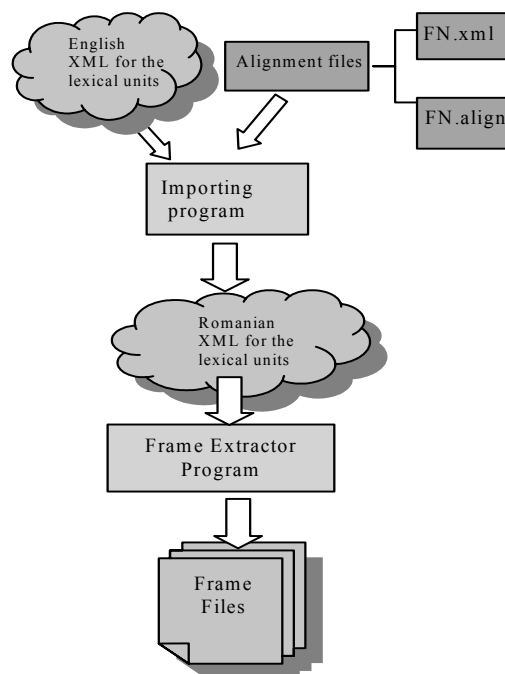 English
XML for the
lexical units
Alignment files
FN.xml
FN.align
Importing
program
Romanian
XML for the
lexical units
Frame Extractor
Program
Frame
Files